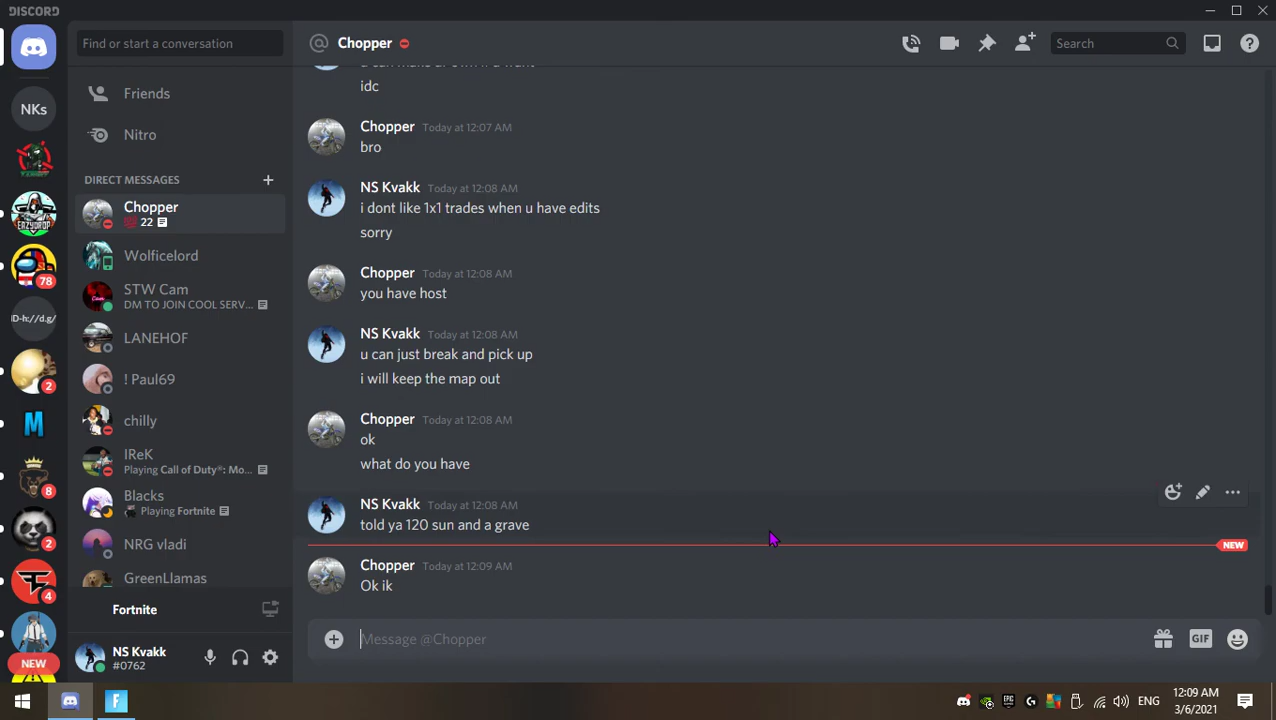 DISCORD
Find or start a conversation
Chopper
Search
NKs
78
D-h://d.g/
2
8
2
4
NEW
Friends
Nitro
DIRECT MESSAGES
Chopper
22
Wolficelord
STW Cam
DM TO JOIN COOL SERV...
LANEHOF
! Paul69
chilly
IReK
Playing Call of Duty®: Mo...
Blacks
Playing Fortnite
NRG vladi
GreenLlamas
Fortnite
NS Kvakk
#0762
idc
Chopper Today at 12:07 AM
bro
NS Kvakk Today at 12:08 AM
i dont like 1x1 trades when u have edits
sorry
Chopper Today at 12:08 AM
you have host
NS Kvakk Today at 12:08 AM
u can just break and pick up
i will keep the map out
Chopper Today at 12:08 AM
ok
what do you have
NS Kvakk Today at 12:08 AM
told ya 120 sun and a grave
NEW
Chopper Today at 12:09 AM
Ok ik
Message @Chopper
GIF
ENG
12:09 AM
3/6/2021